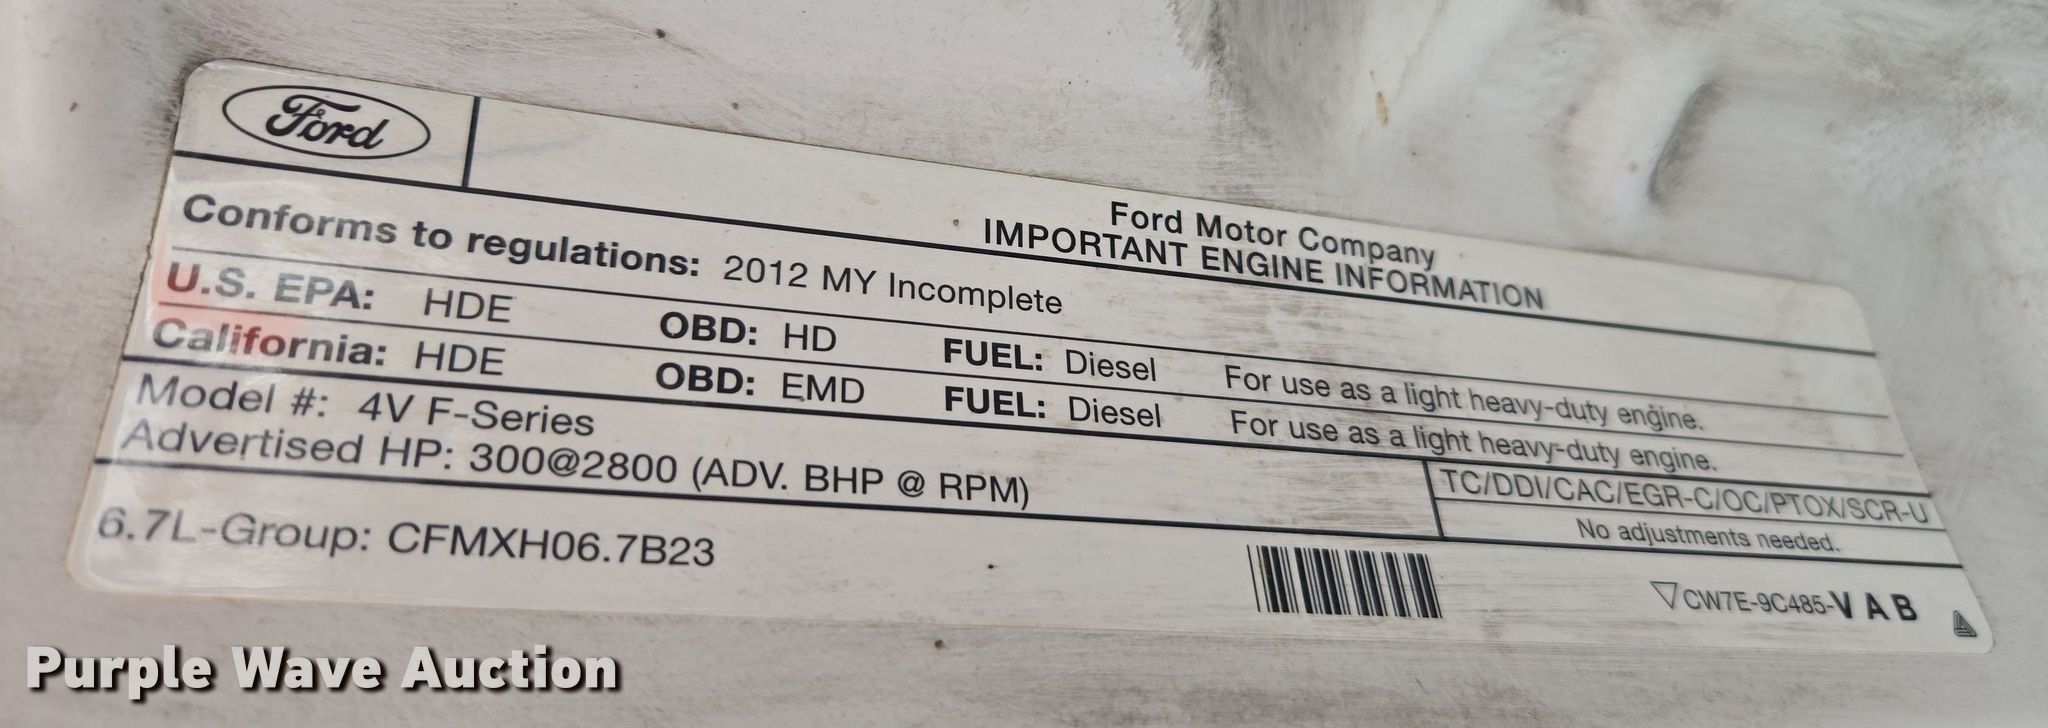 Ford
Ford Motor Company
IMPORTANT ENGINE INFORMATION
Conforms to regulations: 2012 MY Incomplete
U.S. EPA: HDE OBD: HD FUEL: Diesel For use as a light heavy-duty engine.
California: HDE OBD: EMD FUEL: Diesel For use as a light heavy-duty engine.
Model #: 4V F-Series
Advertised HP: 300@2800 (ADV. BHP @ RPM)
TC/DDI/CAC/EGR-C/OC/PTOX/SCR-U
No adjustments needed.
6.7L-Group: CFMXH06.7B23
CW7E-9C485-V A B
Purple Wave Auction